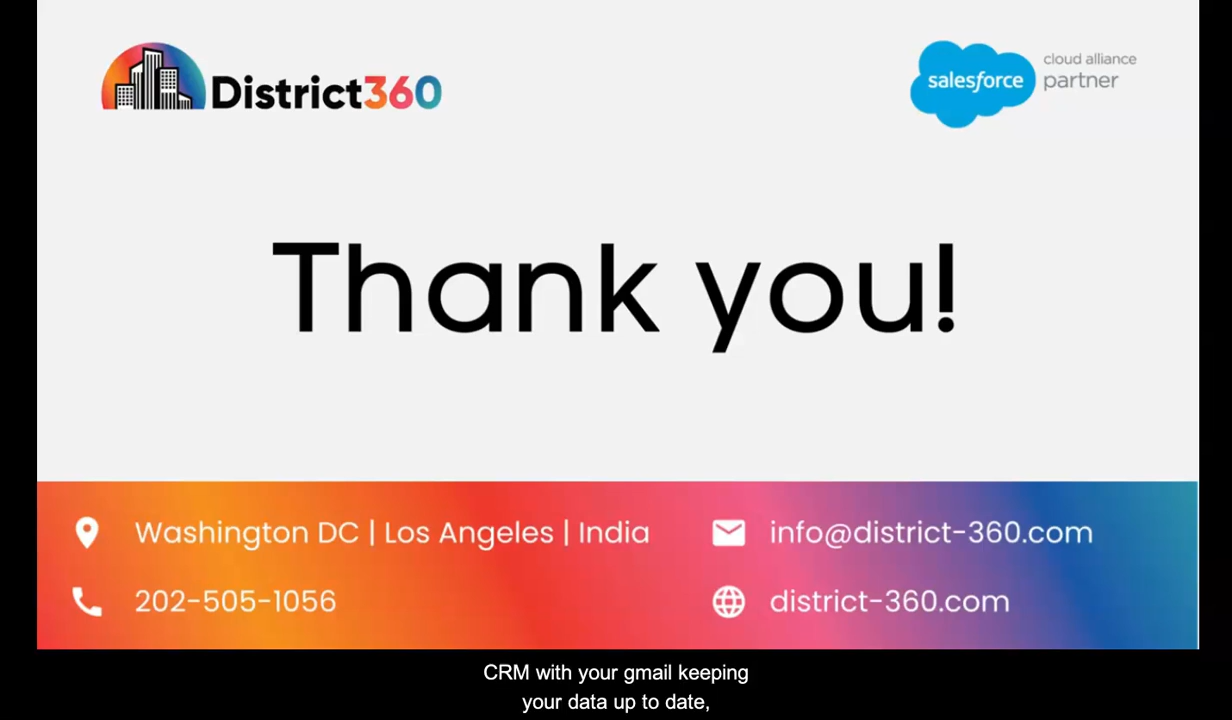 District360
salesforce
cloud alliance
partner
Thank you!
Washington DC | Los Angeles | India
info@district-360.com
202-505-1056
district-360.com
CRM with your gmail keeping
your data up to date,